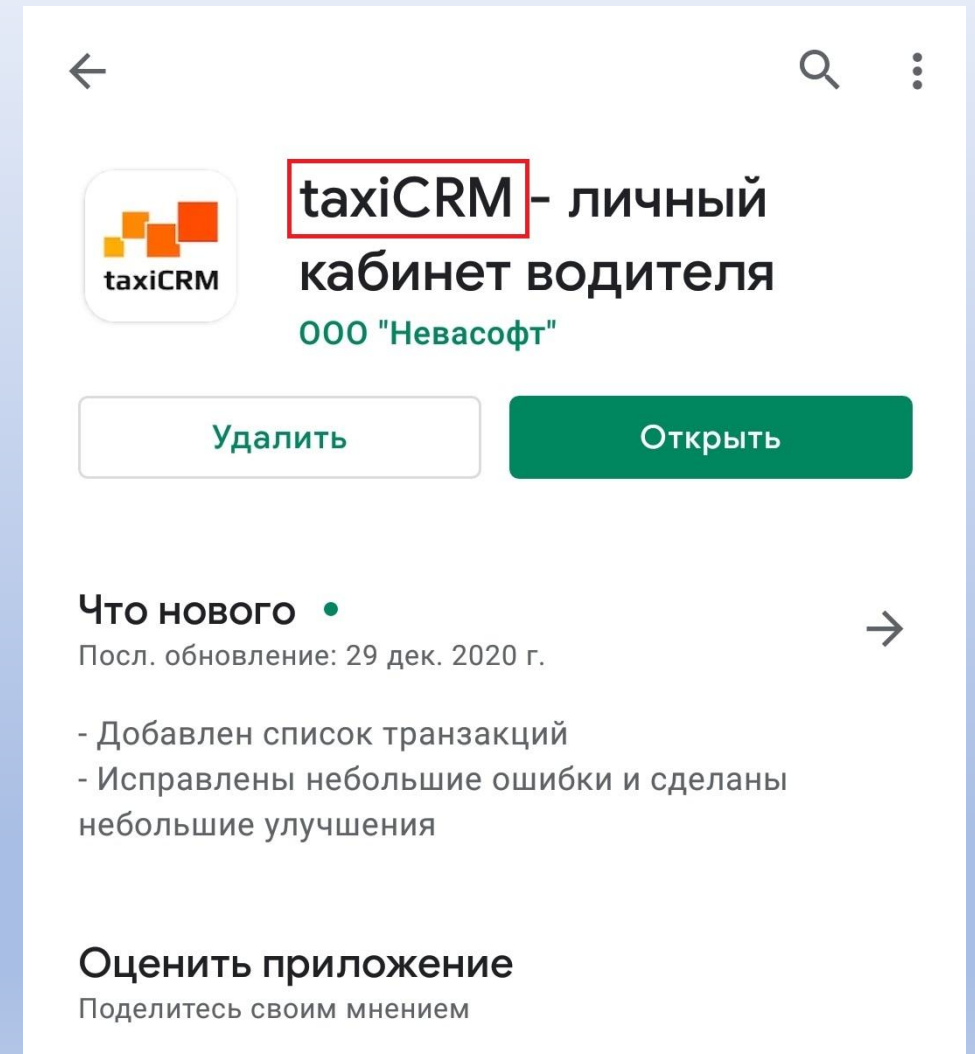 taxiCRM - личный
кабинет водителя
taxiCRM
ООО "Невасофт"
Удалить
Открыть
Что нового
Посл. обновление: 29 дек. 2020 г.
- Добавлен список транзакций
- Исправлены небольшие ошибки и сделаны
небольшие улучшения
Оценить приложение
Поделитесь своим мнением